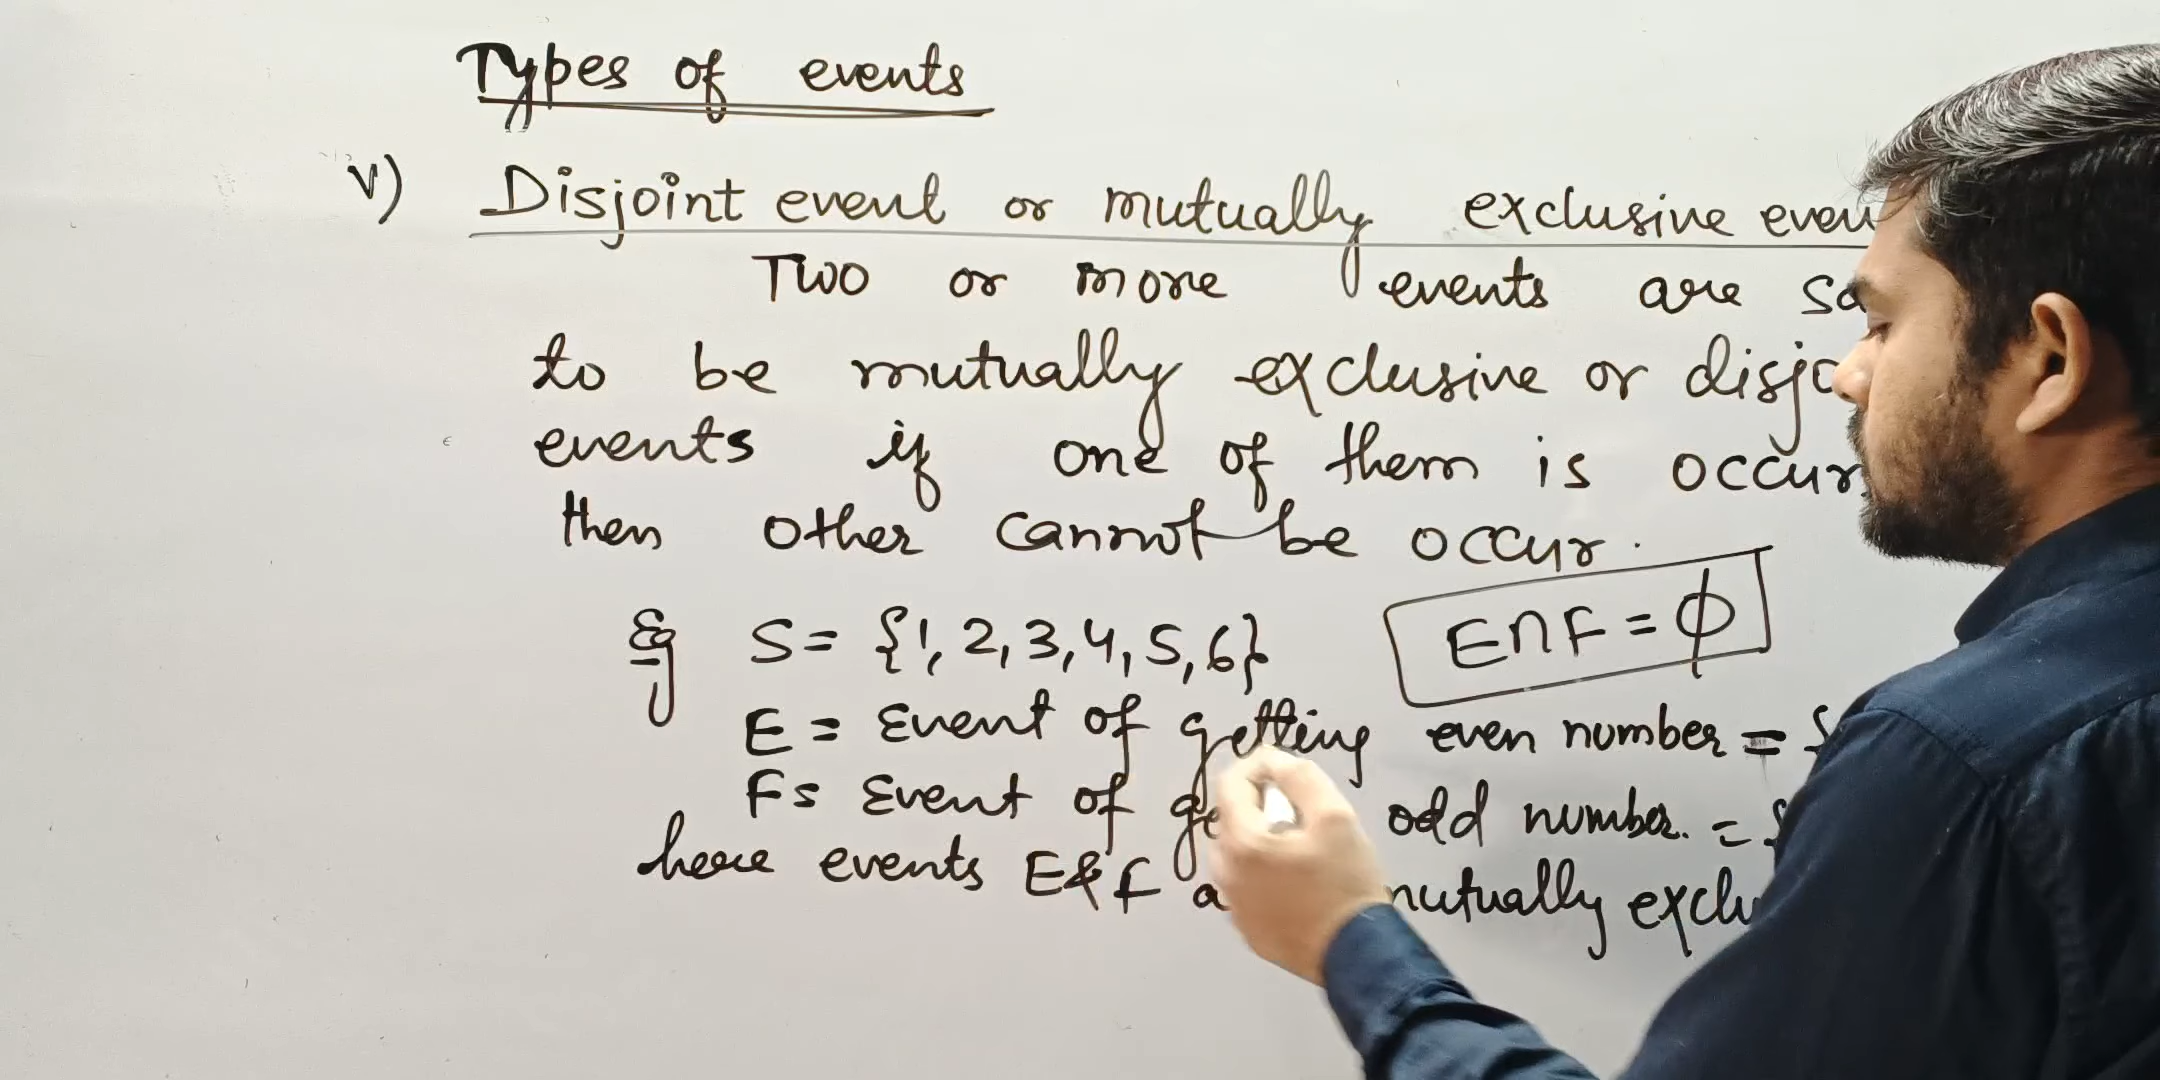 Types of events
v) Disjoint event or mutually exclusive even
Two or more events are sa
to be mutually exclusive or disjo
events if one of them is occur
then other cannot be occur.
Eg S = {1, 2, 3, 4, 5, 6}
E∩F = ϕ
E = Event of getting even number = {
F = Event of ge odd number. = {
here events E & F a mutually exclu